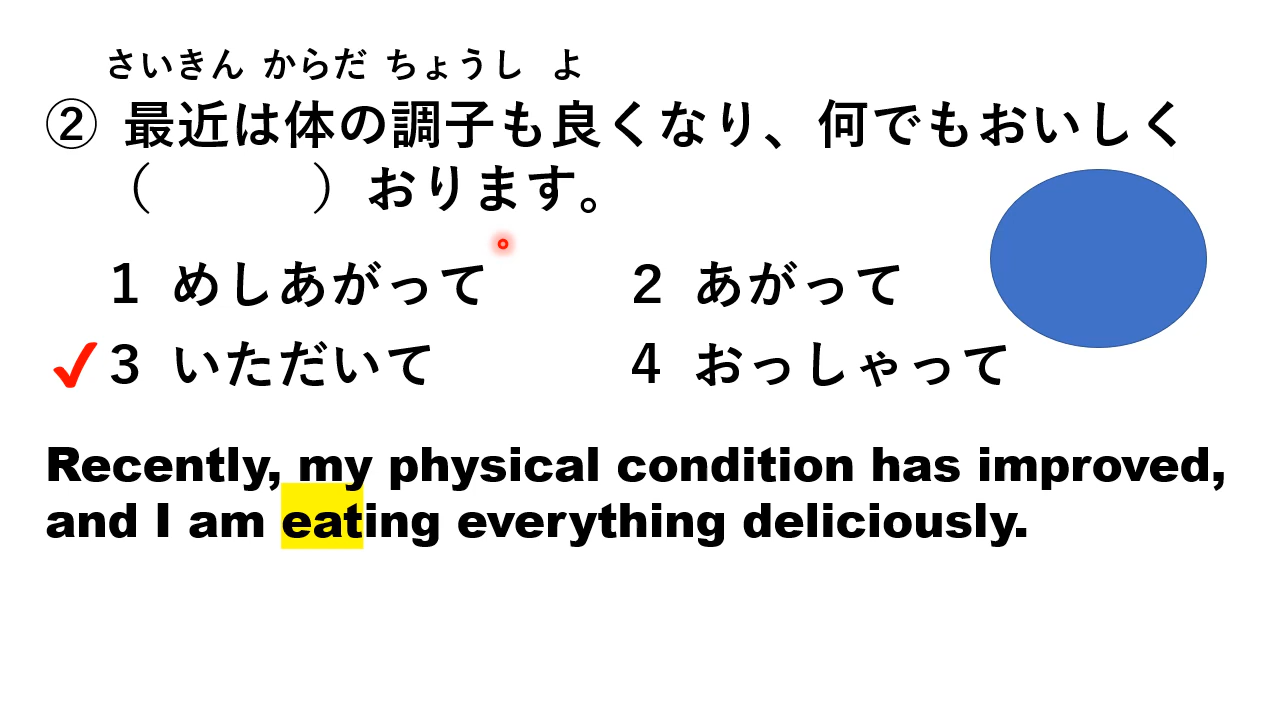 さいきん からだ ちょうし よ
② 最近は体の調子も良くなり、何でもおいしく
（　　　）おります。
1 めしあがって 2 あがって
3 いただいて 4 おっしゃって
Recently, my physical condition has improved,
and I am eating everything deliciously.